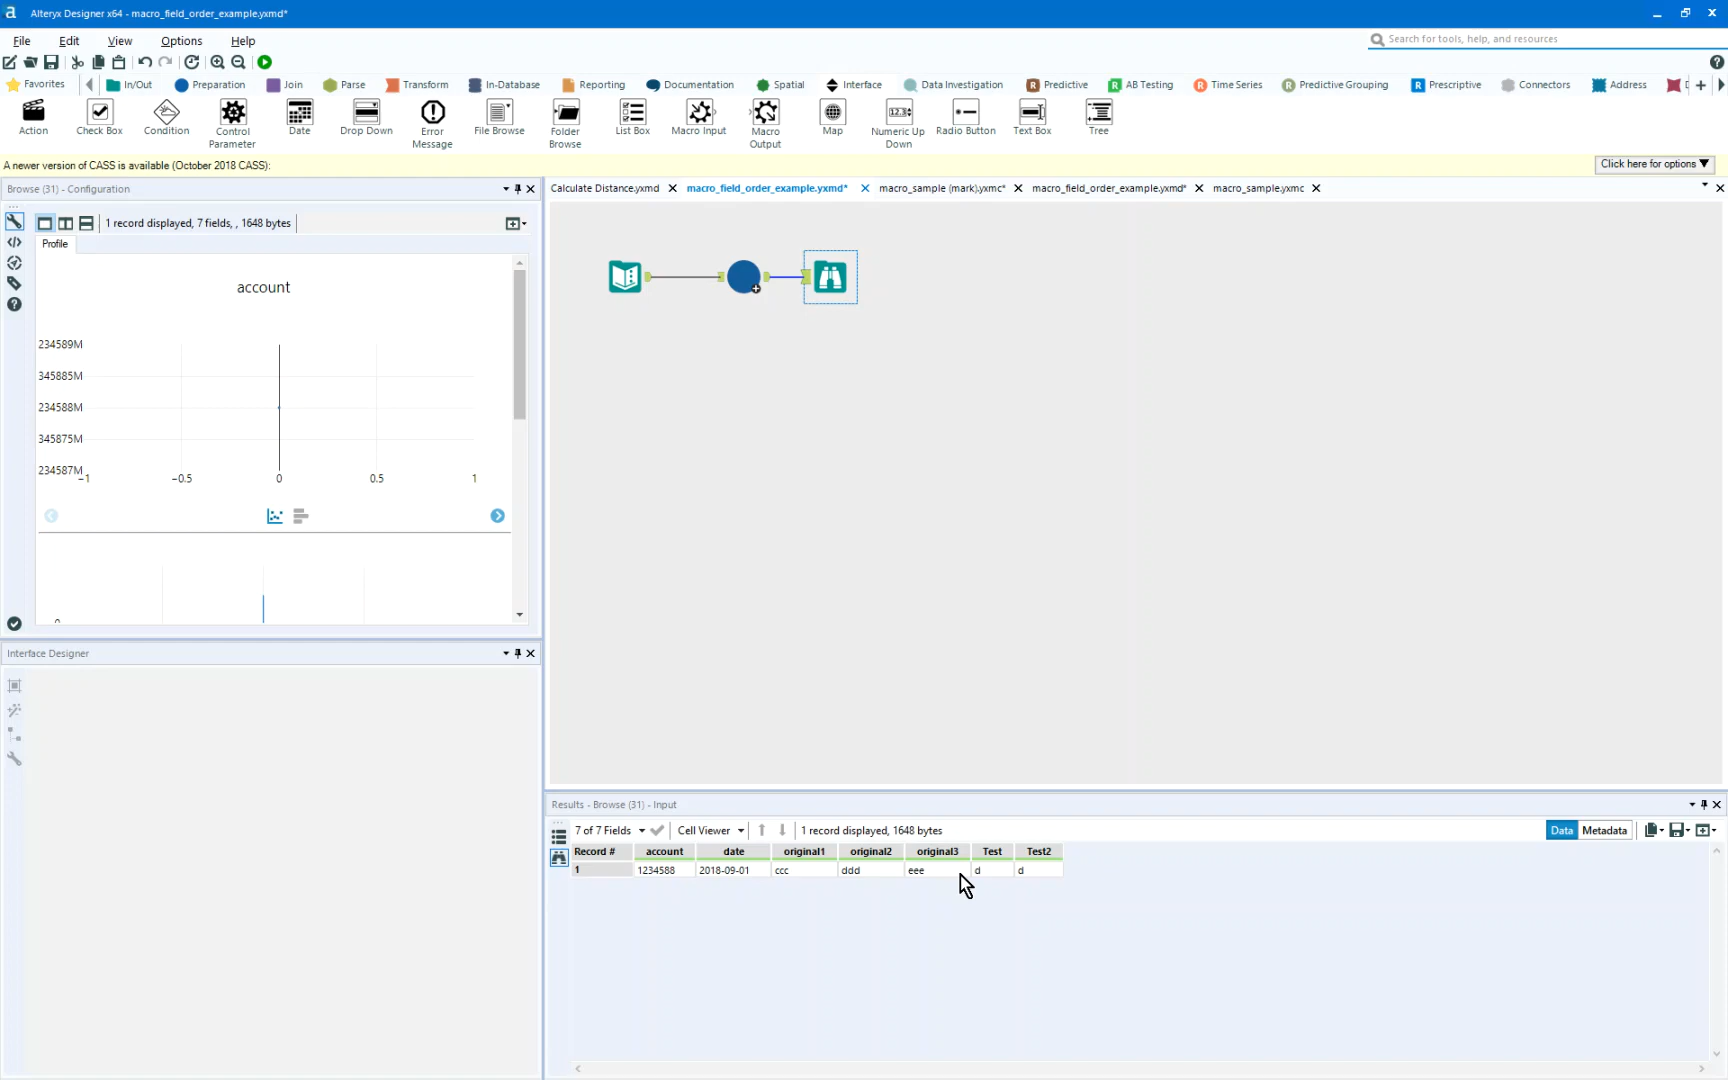 a Alteryx Designer x64 - macro_field_order_example.yxmd*
File Edit View Options Help
Search for tools, help, and resources
Favorites In/Out Preparation Join Parse Transform In-Database Reporting Documentation Spatial Interface Data Investigation Predictive AB Testing Time Series Predictive Grouping Prescriptive Connectors Address
Action Check Box Condition Control Parameter Date Drop Down Error Message File Browse Folder Browse List Box Macro Input Macro Output Map Numeric Up Down Radio Button Text Box Tree
A newer version of CASS is available (October 2018 CASS):
Click here for options
Browse (31) - Configuration
Calculate Distance.yxmd macro_field_order_example.yxmd* macro_sample (mark).yxmc* macro_field_order_example.yxmd* macro_sample.yxmc
1 record displayed, 7 fields, , 1648 bytes
Profile
account
234589M
345885M
234588M
345875M
234587M
-1 -0.5 0 0.5 1
Interface Designer
Results - Browse (31) - Input
7 of 7 Fields Cell Viewer 1 record displayed, 1648 bytes Data Metadata
Record # account date original1 original2 original3 Test Test2
1 1234588 2018-09-01 ccc ddd eee d d